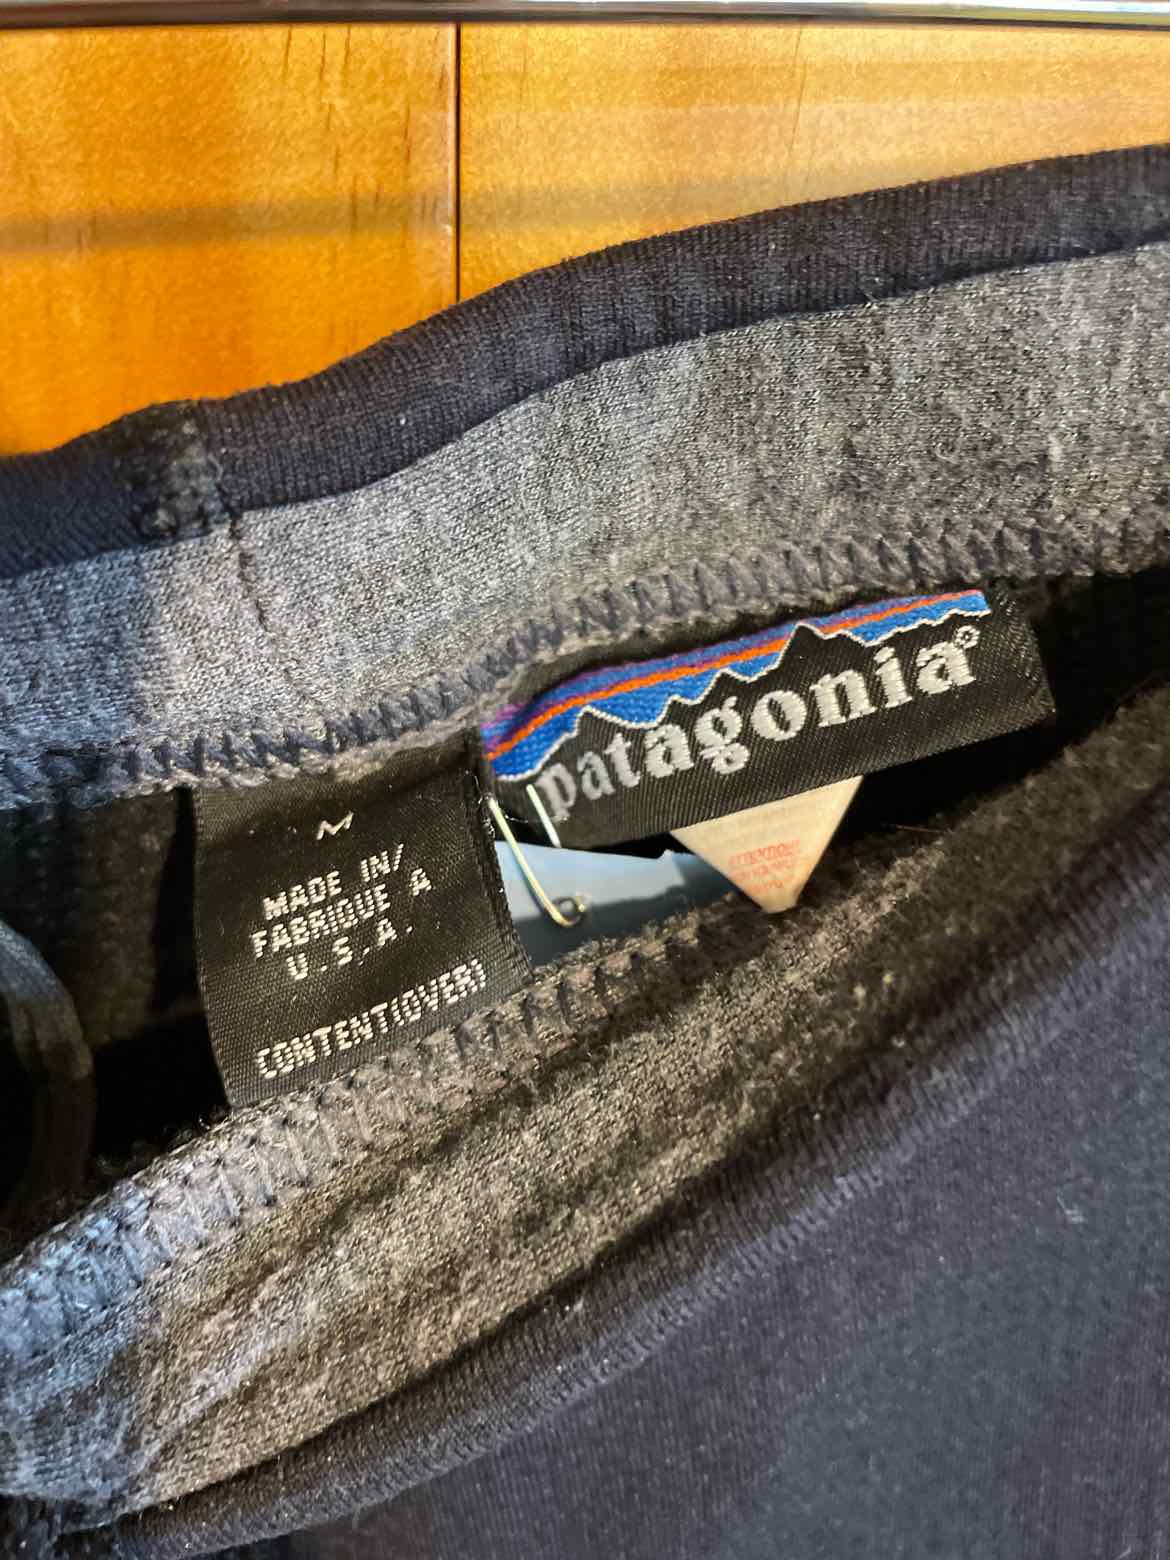 patagonia®
M
MADE IN/
FABRIQUE A
U.S.A.
CONTENT(OVER)